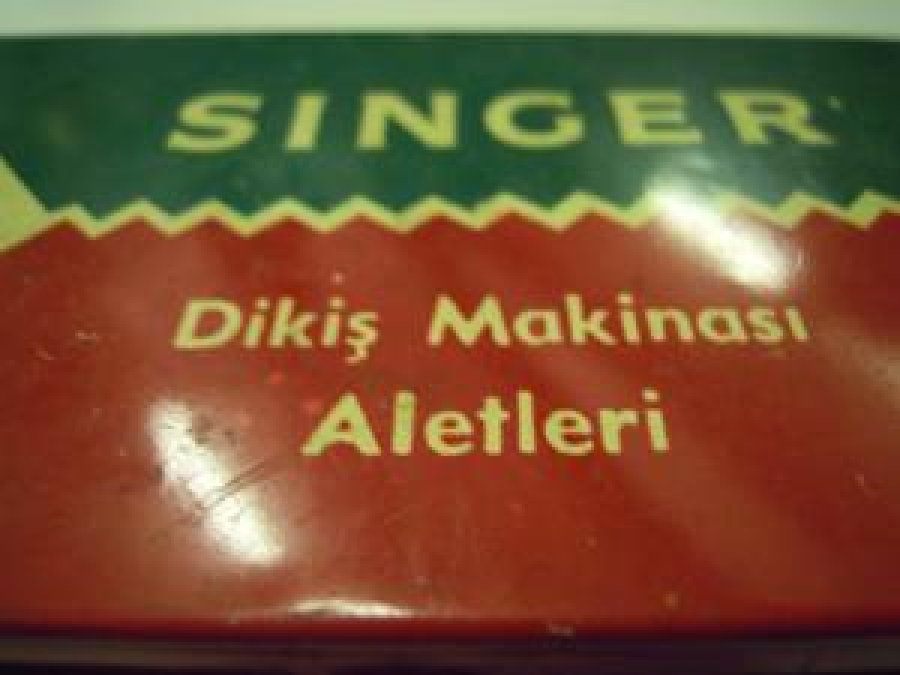 SINGER
Dikiş Makinası
Aletleri